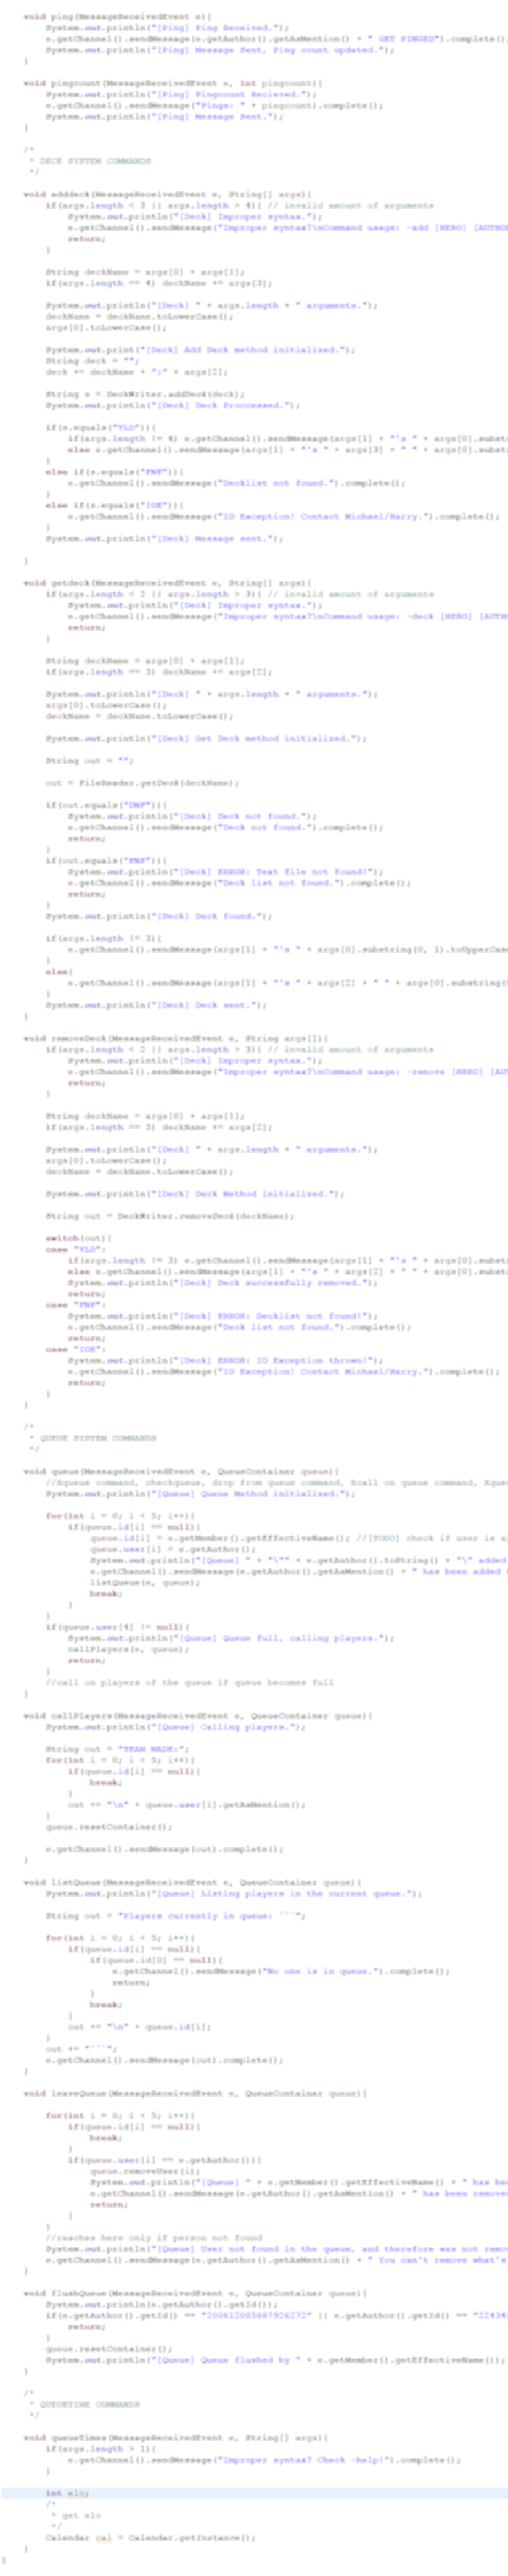 void ping(MessageReceivedEvent e){
System.out.println("[Ping] Ping Received.");
e.getChannel().sendMessage(e.getAuthor().getAsMention() + " GET PINGED").complete();
System.out.println("[Ping] Message Sent, Ping count updated.");
}
void pingcount(MessageReceivedEvent e, int pingcount){
System.out.println("[Ping] Pingcount Recieved.");
e.getChannel().sendMessage("Pings: " + pingcount).complete();
System.out.println("[Ping] Message Sent.");
}
/*
* DECK SYSTEM COMMANDS
*/
void adddeck(MessageReceivedEvent e, String[] args){
if(args.length < 3 || args.length > 4){ // invalid amount of arguments
System.out.println("[Deck] Improper syntax.");
e.getChannel().sendMessage("Improper syntax?\nCommand usage: ~add [HERO] [AUTHO
return;
}
String deckName = args[0] + args[1];
if(args.length == 4) deckName += args[3];
System.out.println("[Deck] " + args.length + " arguments.");
deckName = deckName.toLowerCase();
args[0].toLowerCase();
System.out.print("[Deck] Add Deck method initialized.");
String deck = "";
deck += deckName + ":" + args[2];
String s = DeckWriter.addDeck(deck);
System.out.println("[Deck] Deck Proccessed.");
if(s.equals("VLD")){
if(args.length != 4) e.getChannel().sendMessage(args[1] + "'s " + args[0].subst
else e.getChannel().sendMessage(args[1] + "'s " + args[3] + " " + args[0].subst
}
else if(s.equals("FNF")){
e.getChannel().sendMessage("Decklist not found.").complete();
}
else if(s.equals("IOE")){
e.getChannel().sendMessage("IO Exception! Contact Michael/Harry.").complete();
}
System.out.println("[Deck] Message sent.");
}
void getdeck(MessageReceivedEvent e, String[] args){
if(args.length < 2 || args.length > 3){ // invalid amount of arguments
System.out.println("[Deck] Improper syntax.");
e.getChannel().sendMessage("Improper syntax?\nCommand usage: ~deck [HERO] [AUTH
return;
}
String deckName = args[0] + args[1];
if(args.length == 3) deckName += args[2];
System.out.println("[Deck] " + args.length + " arguments.");
args[0].toLowerCase();
deckName = deckName.toLowerCase();
System.out.println("[Deck] Get Deck method initialized.");
String out = "";
out = FileReader.getDeck(deckName);
if(out.equals("DNF")){
System.out.println("[Deck] Deck not found.");
e.getChannel().sendMessage("Deck not found.").complete();
return;
}
if(out.equals("FNF")){
System.out.println("[Deck] ERROR: Text file not found!");
e.getChannel().sendMessage("Deck list not found.").complete();
return;
}
System.out.println("[Deck] Deck found.");
if(args.length != 3){
e.getChannel().sendMessage(args[1] + "'s " + args[0].substring(0, 1).toUpperCase
}
else{
e.getChannel().sendMessage(args[1] + "'s " + args[2] + " " + args[0].substring(0
}
System.out.println("[Deck] Deck sent.");
}
void removeDeck(MessageReceivedEvent e, String args[]){
if(args.length < 2 || args.length > 3){ // invalid amount of arguments
System.out.println("[Deck] Improper syntax.");
e.getChannel().sendMessage("Improper syntax?\nCommand usage: ~remove [HERO] [AUT
return;
}
String deckName = args[0] + args[1];
if(args.length == 3) deckName += args[2];
System.out.println("[Deck] " + args.length + " arguments.");
args[0].toLowerCase();
deckName = deckName.toLowerCase();
System.out.println("[Deck] Deck Method initialized.");
String out = DeckWriter.removeDeck(deckName);
switch(out){
case "VLD":
if(args.length != 3) e.getChannel().sendMessage(args[1] + "'s " + args[0].subst
else e.getChannel().sendMessage(args[1] + "'s " + args[2] + " " + args[0].subst
System.out.println("[Deck] Deck successfully removed.");
return;
case "FNF":
System.out.println("[Deck] ERROR: Decklist not found!");
e.getChannel().sendMessage("Deck list not found.").complete();
return;
case "IOE":
System.out.println("[Deck] ERROR: IO Exception thrown!");
e.getChannel().sendMessage("IO Exception! Contact Michael/Harry.").complete();
return;
}
}
/*
* QUEUE SYSTEM COMMANDS
*/
void queue(MessageReceivedEvent e, QueueContainer queue){
//Xqueue command, checkqueue, drop from queue command, Xcall on queue command, Xque
System.out.println("[Queue] Queue Method initialized.");
for(int i = 0; i < 5; i++){
if(queue.id[i] == null){
queue.id[i] = e.getMember().getEffectiveName(); //[TODO] check if user is al
queue.user[i] = e.getAuthor();
System.out.println("[Queue] " + "\"" + e.getAuthor().toString() + "\" added
e.getChannel().sendMessage(e.getAuthor().getAsMention() + " has been added t
listQueue(e, queue);
break;
}
}
if(queue.user[4] != null){
System.out.println("[Queue] Queue full, calling players.");
callPlayers(e, queue);
return;
}
//call on players of the queue if queue becomes full
}
void callPlayers(MessageReceivedEvent e, QueueContainer queue){
System.out.println("[Queue] Calling players.");
String out = "TEAM MADE:";
for(int i = 0; i < 5; i++){
if(queue.id[i] == null){
break;
}
out += "\n" + queue.user[i].getAsMention();
}
queue.resetContainer();
e.getChannel().sendMessage(out).complete();
}
void listQueue(MessageReceivedEvent e, QueueContainer queue){
System.out.println("[Queue] Listing players in the current queue.");
String out = "Players currently in queue: ```";
for(int i = 0; i < 5; i++){
if(queue.id[i] == null){
if(queue.id[0] == null){
e.getChannel().sendMessage("No one is in queue.").complete();
return;
}
break;
}
out += "\n" + queue.id[i];
}
out += "```";
e.getChannel().sendMessage(out).complete();
}
void leaveQueue(MessageReceivedEvent e, QueueContainer queue){
for(int i = 0; i < 5; i++){
if(queue.id[i] == null){
break;
}
if(queue.user[i] == e.getAuthor()){
queue.removeUser(i);
System.out.println("[Queue] " + e.getMember().getEffectiveName() + " has bee
e.getChannel().sendMessage(e.getAuthor().getAsMention() + " has been remove
return;
}
}
//reaches here only if person not found
System.out.println("[Queue] User not found in the queue, and therefore was not remo
e.getChannel().sendMessage(e.getAuthor().getAsMention() + " You can't remove what's
}
void flushQueue(MessageReceivedEvent e, QueueContainer queue){
System.out.println(e.getAuthor().getId());
if(e.getAuthor().getId() == "200612085887926272" || e.getAuthor().getId() == "22434
return;
}
queue.resetContainer();
System.out.println("[Queue] Queue flushed by " + e.getMember().getEffectiveName());
}
/*
* QUEUETIME COMMANDS
*/
void queueTimes(MessageReceivedEvent e, String[] args){
if(args.length > 1){
e.getChannel().sendMessage("Improper syntax? Check ~help!").complete();
}
int elo;
/*
* get elo
*/
Calendar cal = Calendar.getInstance();
}
}